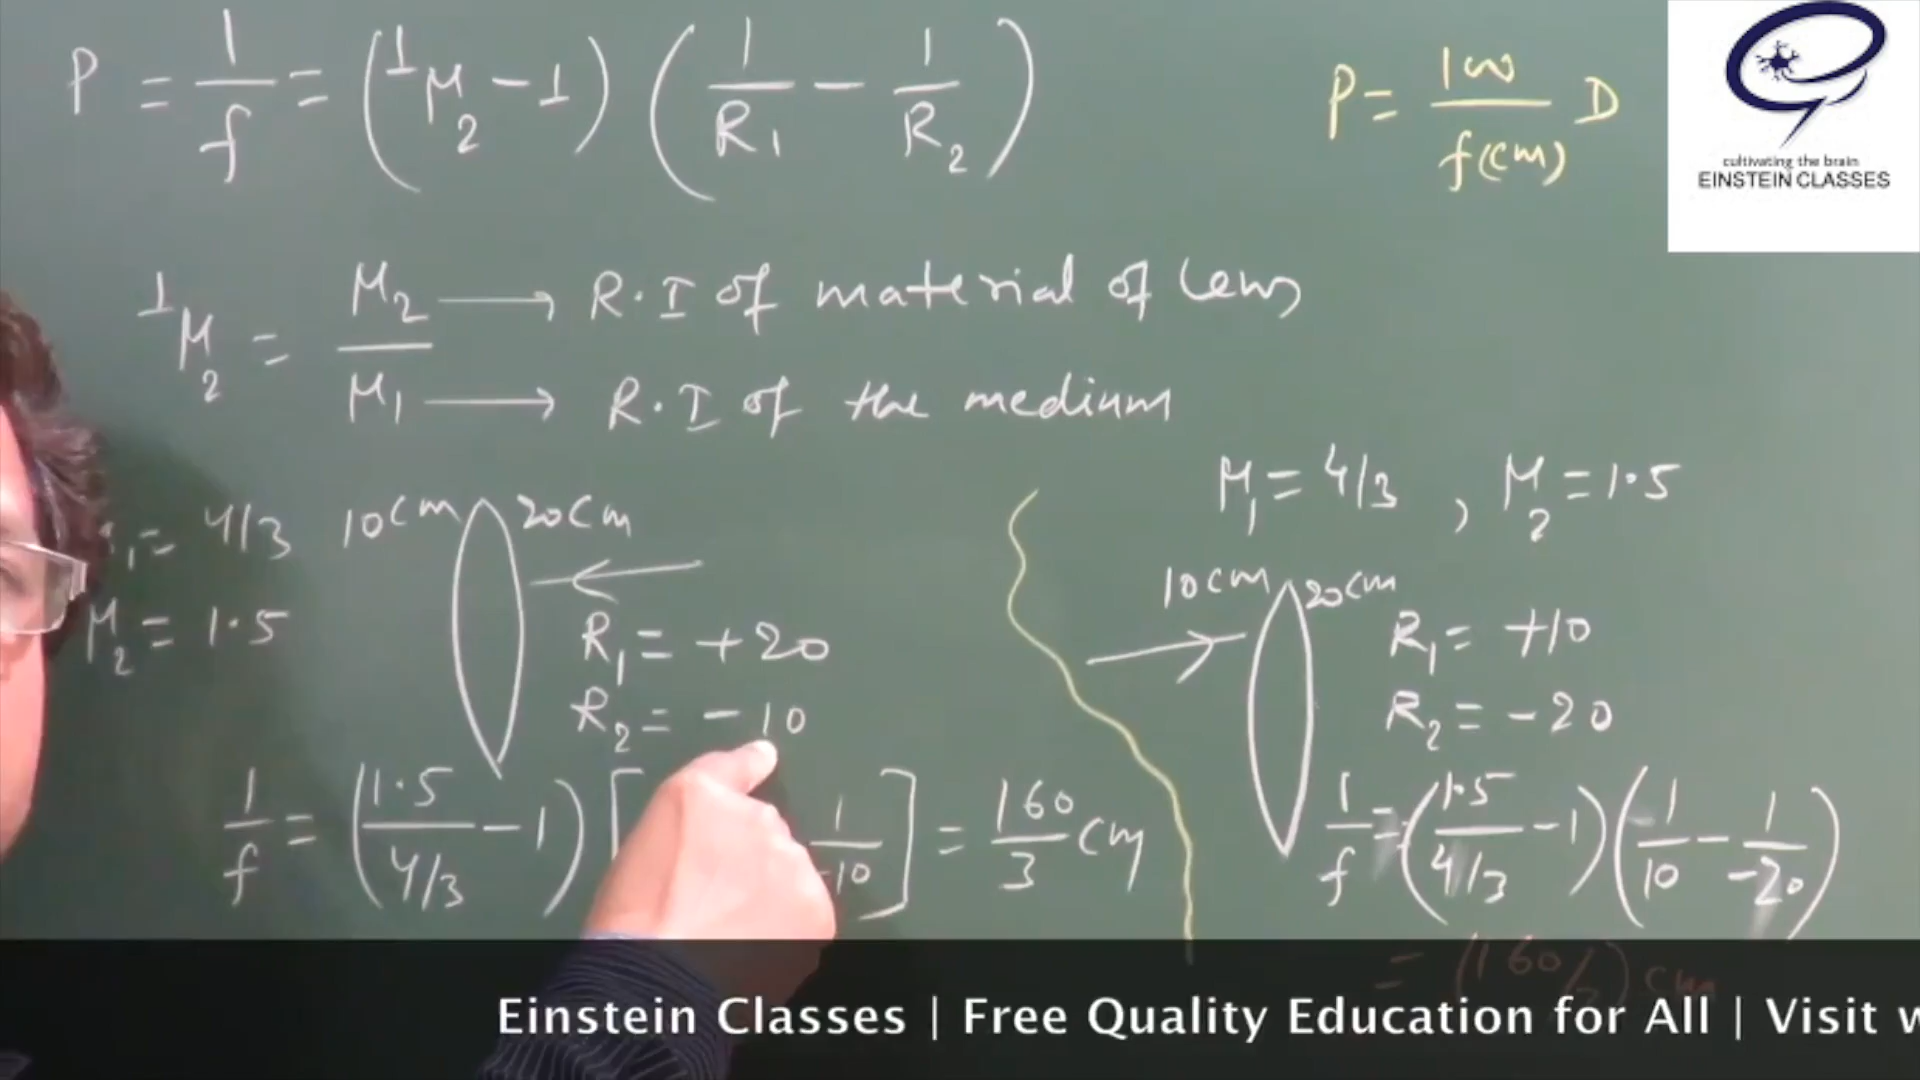 P = 1/f = (¹μ₂ - 1) (1/R₁ - 1/R₂)
P = 100/f(cm) D
cultivating the brain
EINSTEIN CLASSES
¹μ₂ = μ₂/μ₁
μ₂ → R.I of material of lens
μ₁ → R.I of the medium
₁ = 4/3
μ₂ = 1.5
10cm 20cm
R₁ = +20
R₂ = -10
1/f = (1.5/4/3 - 1) [ 1/-10] = 160/3 cm
μ₁ = 4/3 , μ₂ = 1.5
10cm 20cm
R₁ = +10
R₂ = -20
1/f = (1.5/4/3 - 1) (1/10 - 1/-20)
= (160/3) cm
Einstein Classes | Free Quality Education for All | Visit